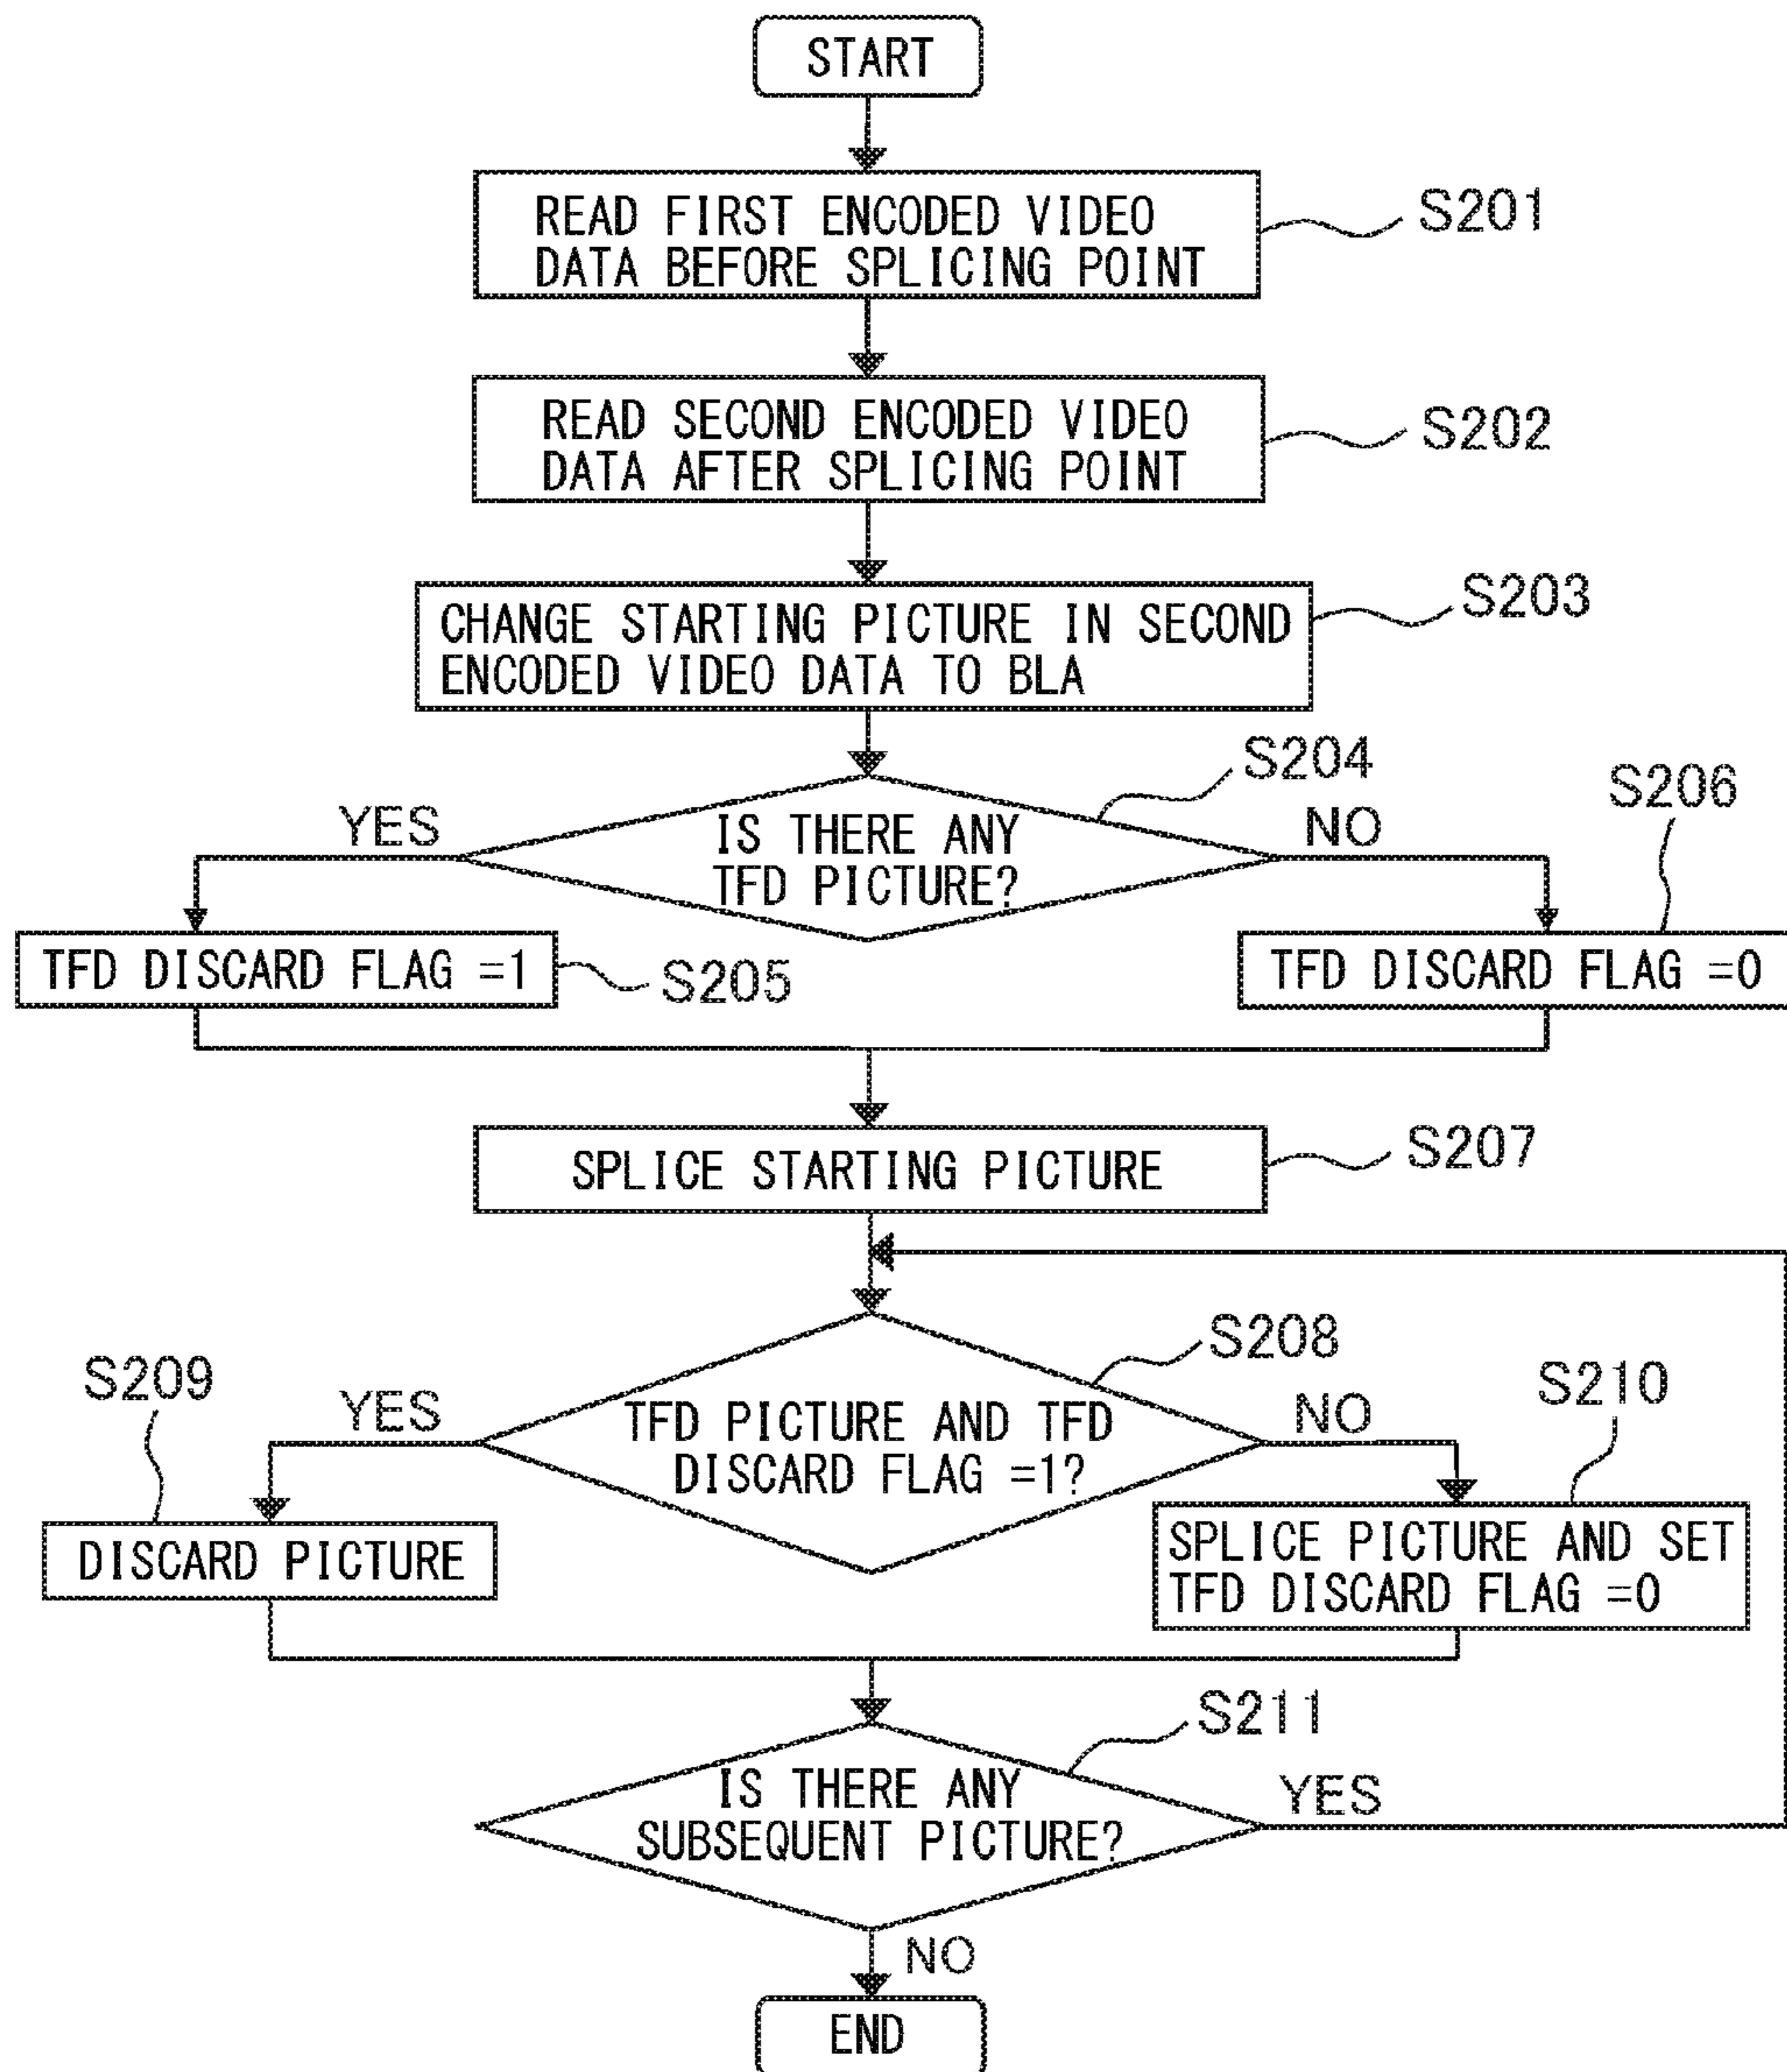 START
READ FIRST ENCODED VIDEO
DATA BEFORE SPLICING POINT
S201
READ SECOND ENCODED VIDEO
DATA AFTER SPLICING POINT
S202
CHANGE STARTING PICTURE IN SECOND
ENCODED VIDEO DATA TO BLA
S203
S204
IS THERE ANY
TFD PICTURE?
YES
NO
S206
TFD DISCARD FLAG =1
S205
TFD DISCARD FLAG =0
SPLICE STARTING PICTURE
S207
S208
TFD PICTURE AND TFD
DISCARD FLAG =1?
YES
NO
S209
DISCARD PICTURE
S210
SPLICE PICTURE AND SET
TFD DISCARD FLAG =0
S211
IS THERE ANY
SUBSEQUENT PICTURE?
YES
NO
END